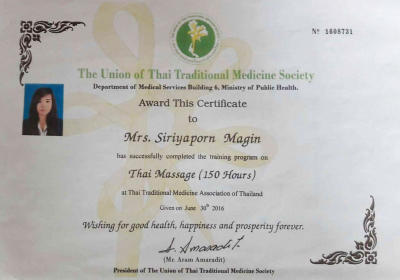 Nº 1608731
The Union of Thai Traditional Medicine Society
Department of Medical Services Building 6, Ministry of Public Health.
Award This Certificate
to
Mrs. Siriyaporn Magin
has successfully completed the training program on
Thai Massage (150 Hours)
at Thai Traditional Medicine Association of Thailand
Given on June 30th 2016
Wishing for good health, happiness and prosperity forever.
(Mr. Aram Amaradit)
President of The Union of Thai Traditional Medicine Society